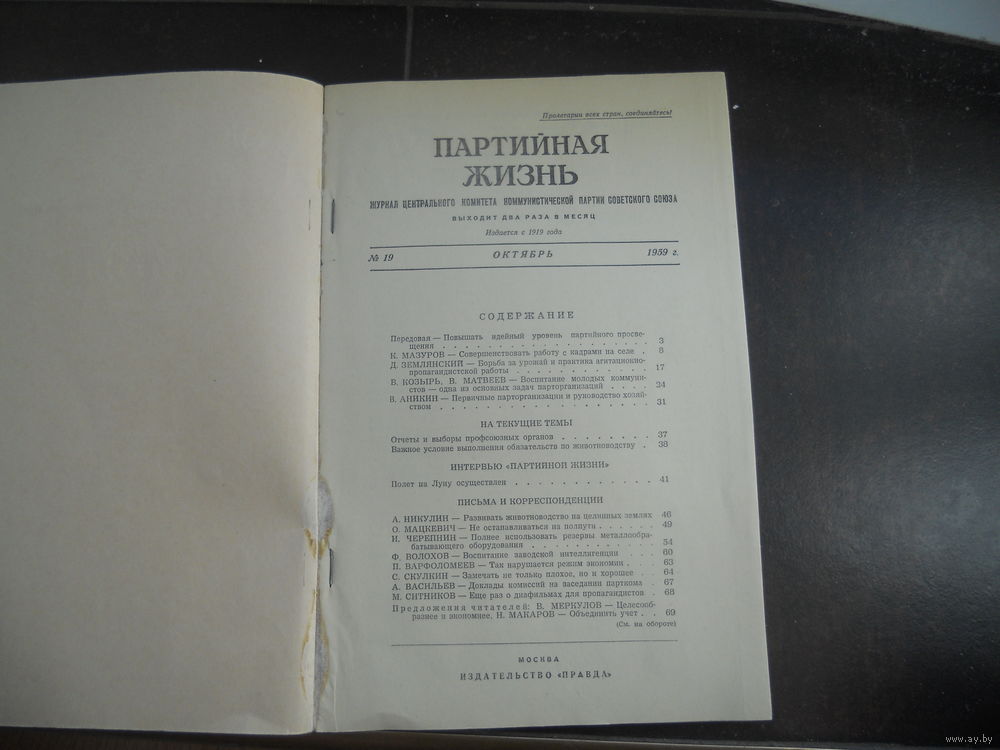 Пролетарии всех стран, соединяйтесь!
ПАРТИЙНАЯ
ЖИЗНЬ
ЖУРНАЛ ЦЕНТРАЛЬНОГО КОМИТЕТА КОММУНИСТИЧЕСКОЙ ПАРТИИ СОВЕТСКОГО СОЮЗА
ВЫХОДИТ ДВА РАЗА В МЕСЯЦ
Издается с 1919 года
№ 19 ОКТЯБРЬ 1959 г.
СОДЕРЖАНИЕ
Передовая — Повышать идейный уровень партийного просве-
щения . . . . . . . . . . . . . . . . . . 3
К. МАЗУРОВ — Совершенствовать работу с кадрами на селе . 8
Д. ЗЕМЛЯНСКИЙ — Борьба за урожай и практика агитационно-
пропагандистской работы . . . . . . . . . . . . 17
В. КОЗЫРЬ, В. МАТВЕЕВ — Воспитание молодых коммуни-
стов — одна из основных задач парторганизаций . . . . 24
В. АНИКИН — Первичные парторганизации и руководство хозяй-
ством . . . . . . . . . . . . . . . . . . 31
НА ТЕКУЩИЕ ТЕМЫ
Отчеты и выборы профсоюзных органов . . . . . . . . 37
Важное условие выполнения обязательств по животноводству . 38
ИНТЕРВЬЮ «ПАРТИЙНОЙ ЖИЗНИ»
Полет на Луну осуществлен . . . . . . . . . . . . 41
ПИСЬМА И КОРРЕСПОНДЕНЦИИ
А. НИКУЛИН — Развивать животноводство на целинных землях 46
О. МАЦКЕВИЧ — Не останавливаться на полпути . . . . . . 49
И. ЧЕРЕПНИН — Полнее использовать резервы металлообра-
батывающего оборудования . . . . . . . . . . . 54
Ф. ВОЛОХОВ — Воспитание заводской интеллигенции . . . 60
П. ВАРФОЛОМЕЕВ — Так нарушается режим экономии . . . 63
С. СКУЛКИН — Замечать не только плохое, но и хорошее . . 64
А. ВАСИЛЬЕВ — Доклады комиссий на заседании парткома . 67
М. СИТНИКОВ — Еще раз о диафильмах для пропагандистов . 68
Предложения читателей: В. МЕРКУЛОВ — Целесооб-
разнее и экономнее, Н. МАКАРОВ — Объединить учет . . 69
(См. на обороте)
МОСКВА
ИЗДАТЕЛЬСТВО «ПРАВДА»
www.ay.by